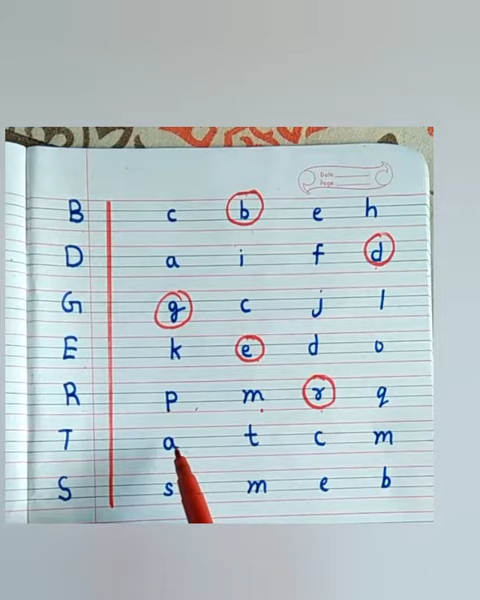 Date
Page
B c b e h
D a i f d
G g c j l
E k e d o
R p m r q
T a t c m
S s m e b